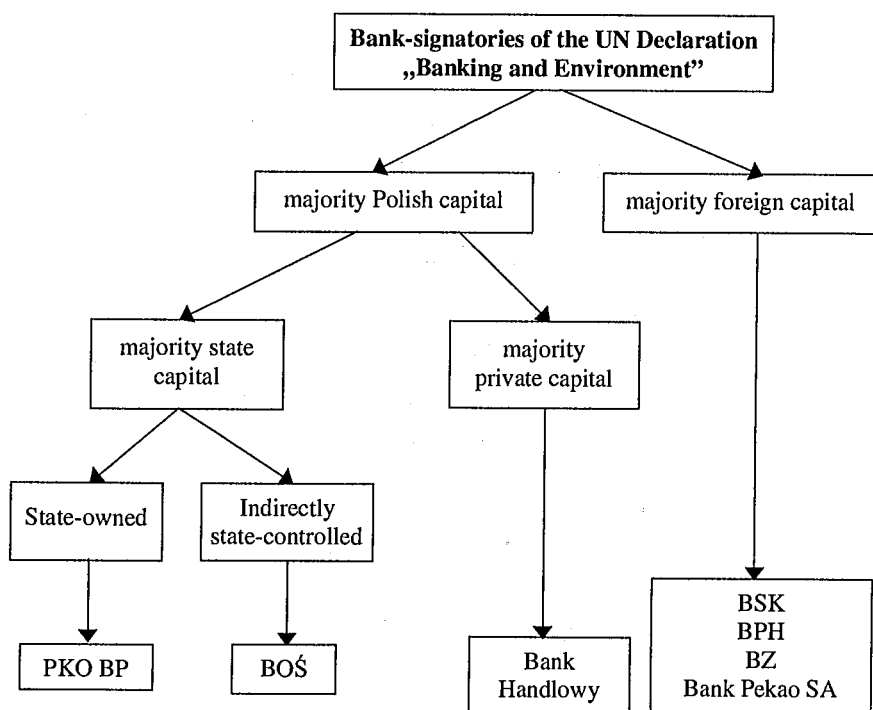 Bank-signatories of the UN Declaration
„Banking and Environment”
majority Polish capital
majority foreign capital
majority state
capital
majority
private capital
State-owned
Indirectly
state-controlled
PKO BP
BOŚ
Bank
Handlowy
BSK
BPH
BZ
Bank Pekao SA